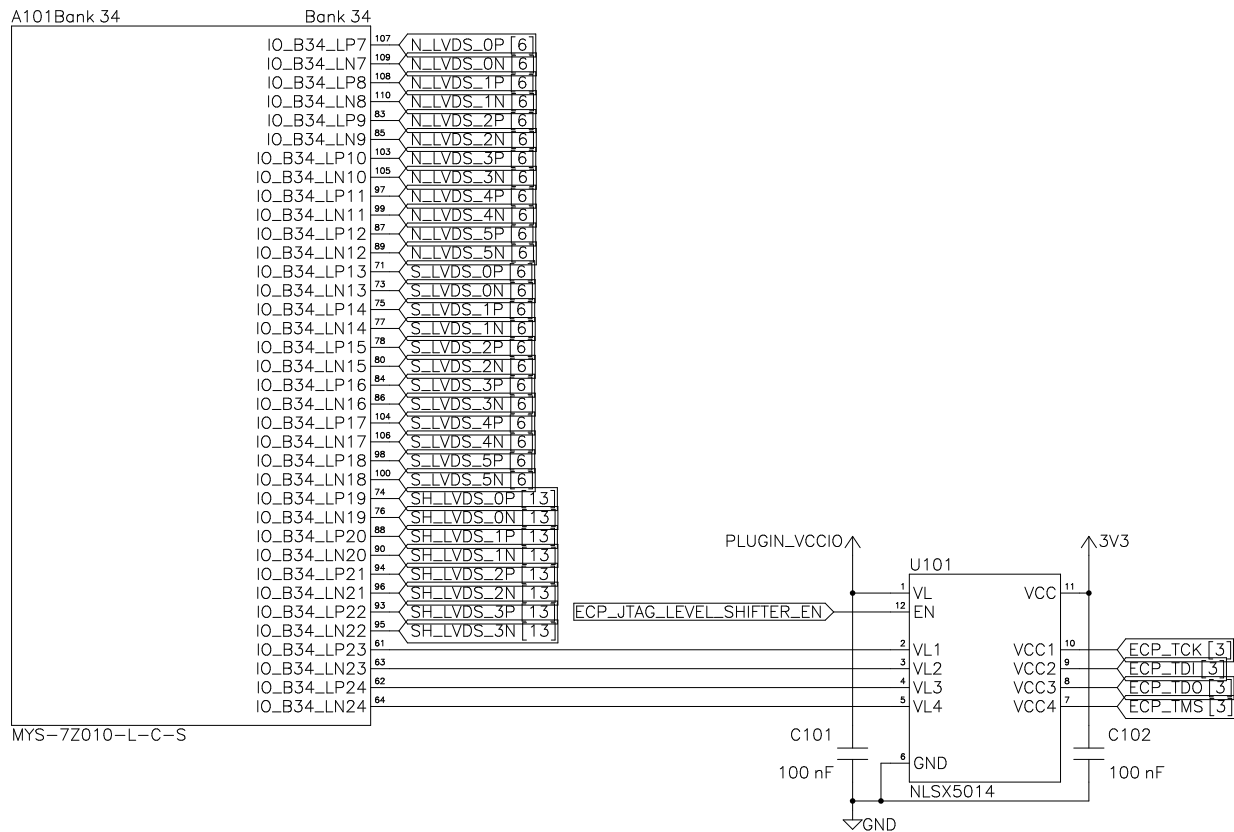 A101Bank 34 Bank 34
IO_B34_LP7 107 N_LVDS_0P [6]
IO_B34_LN7 109 N_LVDS_0N [6]
IO_B34_LP8 108 N_LVDS_1P [6]
IO_B34_LN8 110 N_LVDS_1N [6]
IO_B34_LP9 83 N_LVDS_2P [6]
IO_B34_LN9 85 N_LVDS_2N [6]
IO_B34_LP10 103 N_LVDS_3P [6]
IO_B34_LN10 105 N_LVDS_3N [6]
IO_B34_LP11 97 N_LVDS_4P [6]
IO_B34_LN11 99 N_LVDS_4N [6]
IO_B34_LP12 87 N_LVDS_5P [6]
IO_B34_LN12 89 N_LVDS_5N [6]
IO_B34_LP13 71 S_LVDS_0P [6]
IO_B34_LN13 73 S_LVDS_0N [6]
IO_B34_LP14 75 S_LVDS_1P [6]
IO_B34_LN14 77 S_LVDS_1N [6]
IO_B34_LP15 78 S_LVDS_2P [6]
IO_B34_LN15 80 S_LVDS_2N [6]
IO_B34_LP16 84 S_LVDS_3P [6]
IO_B34_LN16 86 S_LVDS_3N [6]
IO_B34_LP17 104 S_LVDS_4P [6]
IO_B34_LN17 106 S_LVDS_4N [6]
IO_B34_LP18 98 S_LVDS_5P [6]
IO_B34_LN18 100 S_LVDS_5N [6]
IO_B34_LP19 74 SH_LVDS_0P [13]
IO_B34_LN19 76 SH_LVDS_0N [13]
IO_B34_LP20 88 SH_LVDS_1P [13]
IO_B34_LN20 90 SH_LVDS_1N [13]
IO_B34_LP21 94 SH_LVDS_2P [13]
IO_B34_LN21 96 SH_LVDS_2N [13]
IO_B34_LP22 93 SH_LVDS_3P [13]
IO_B34_LN22 95 SH_LVDS_3N [13]
IO_B34_LP23 61
IO_B34_LN23 63
IO_B34_LP24 62
IO_B34_LN24 64
MYS-7Z010-L-C-S
PLUGIN_VCCIO
3V3
U101
1 VL VCC 11
ECP_JTAG_LEVEL_SHIFTER_EN 12 EN
2 VL1 VCC1 10 ECP_TCK [3]
3 VL2 VCC2 9 ECP_TDI [3]
4 VL3 VCC3 8 ECP_TDO [3]
5 VL4 VCC4 7 ECP_TMS [3]
6 GND
NLSX5014
C101
100 nF
C102
100 nF
GND